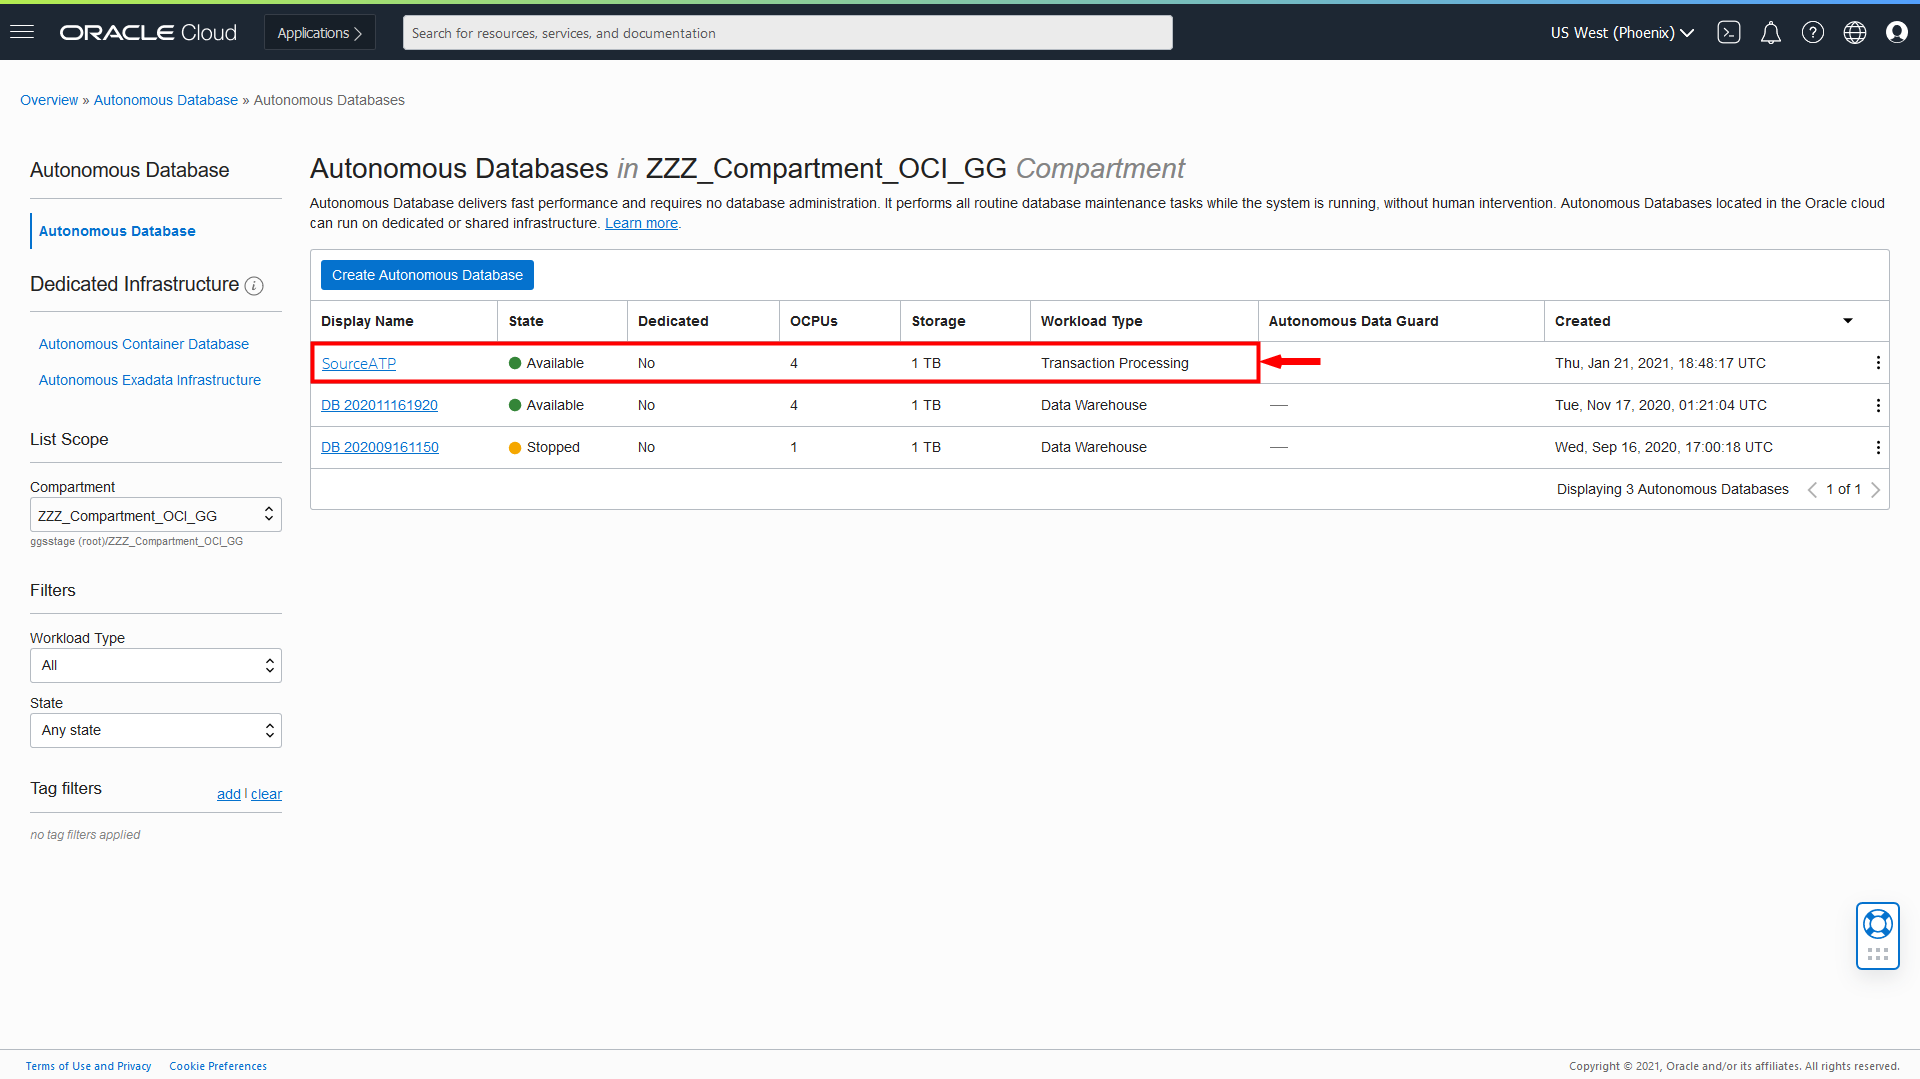 ORACLE Cloud
Applications
Search for resources, services, and documentation
US West (Phoenix)
Overview » Autonomous Database » Autonomous Databases
Autonomous Database
Autonomous Database
Dedicated Infrastructure
Autonomous Container Database
Autonomous Exadata Infrastructure
List Scope
Compartment
ZZZ_Compartment_OCI_GG
ggsstage (root)/ZZZ_Compartment_OCI_GG
Filters
Workload Type
All
State
Any state
Tag filters
add | clear
no tag filters applied
Autonomous Databases in ZZZ_Compartment_OCI_GG Compartment
Autonomous Database delivers fast performance and requires no database administration. It performs all routine database maintenance tasks while the system is running, without human intervention. Autonomous Databases located in the Oracle cloud
can run on dedicated or shared infrastructure. Learn more.
Create Autonomous Database
Display Name State Dedicated OCPUs Storage Workload Type Autonomous Data Guard Created
SourceATP Available No 4 1 TB Transaction Processing Thu, Jan 21, 2021, 18:48:17 UTC
DB 202011161920 Available No 4 1 TB Data Warehouse — Tue, Nov 17, 2020, 01:21:04 UTC
DB 202009161150 Stopped No 1 1 TB Data Warehouse — Wed, Sep 16, 2020, 17:00:18 UTC
Displaying 3 Autonomous Databases 1 of 1
Terms of Use and Privacy Cookie Preferences
Copyright © 2021, Oracle and/or its affiliates. All rights reserved.